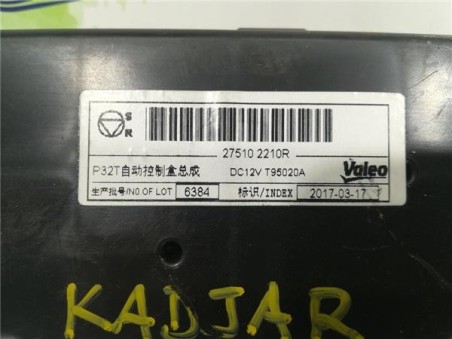 S
R
27510 2210R
P32T自动控制盒总成 DC12V T95020A Valeo
生产批号/NO.OF LOT 6384 标识/INDEX 2017-03-17 T
KADJAR